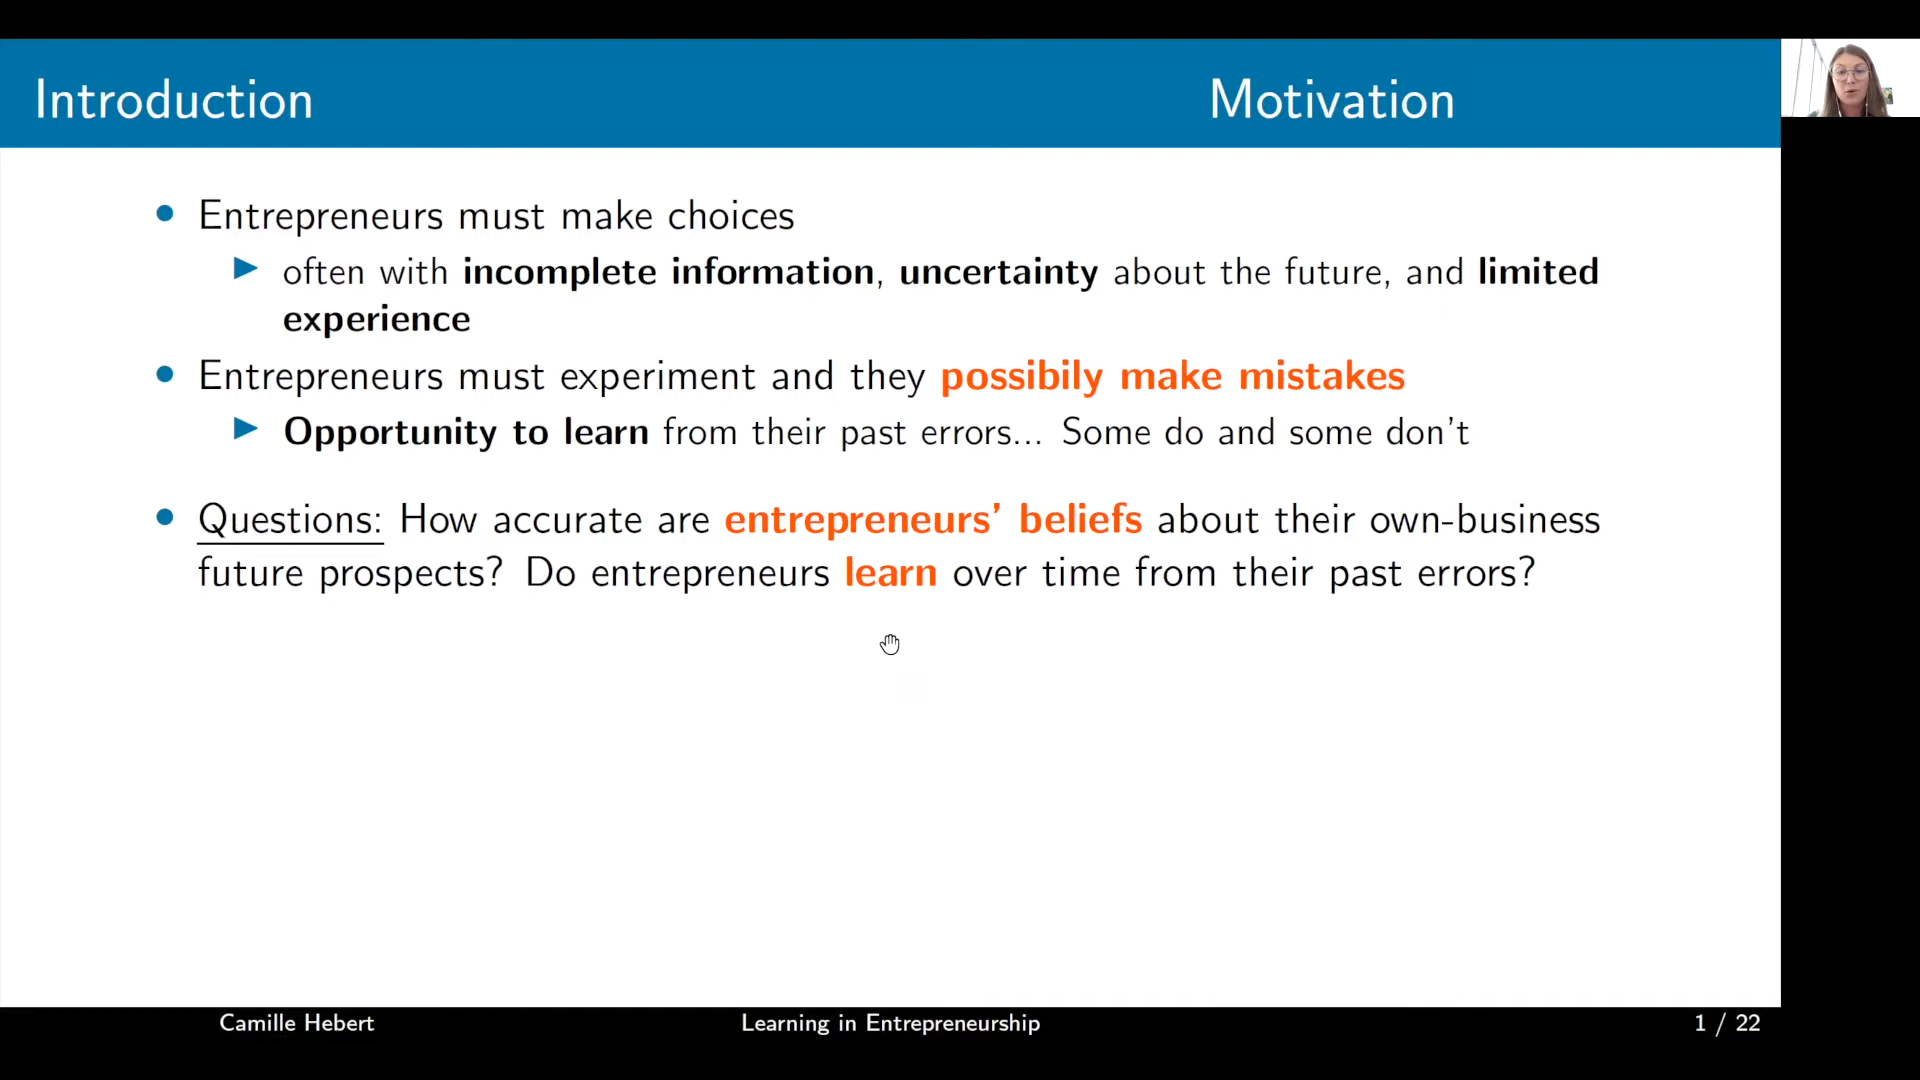 Introduction Motivation
Entrepreneurs must make choices
often with incomplete information, uncertainty about the future, and limited
experience
Entrepreneurs must experiment and they possibily make mistakes
Opportunity to learn from their past errors... Some do and some don't
Questions: How accurate are entrepreneurs' beliefs about their own-business
future prospects? Do entrepreneurs learn over time from their past errors?
Camille Hebert Learning in Entrepreneurship 1 / 22